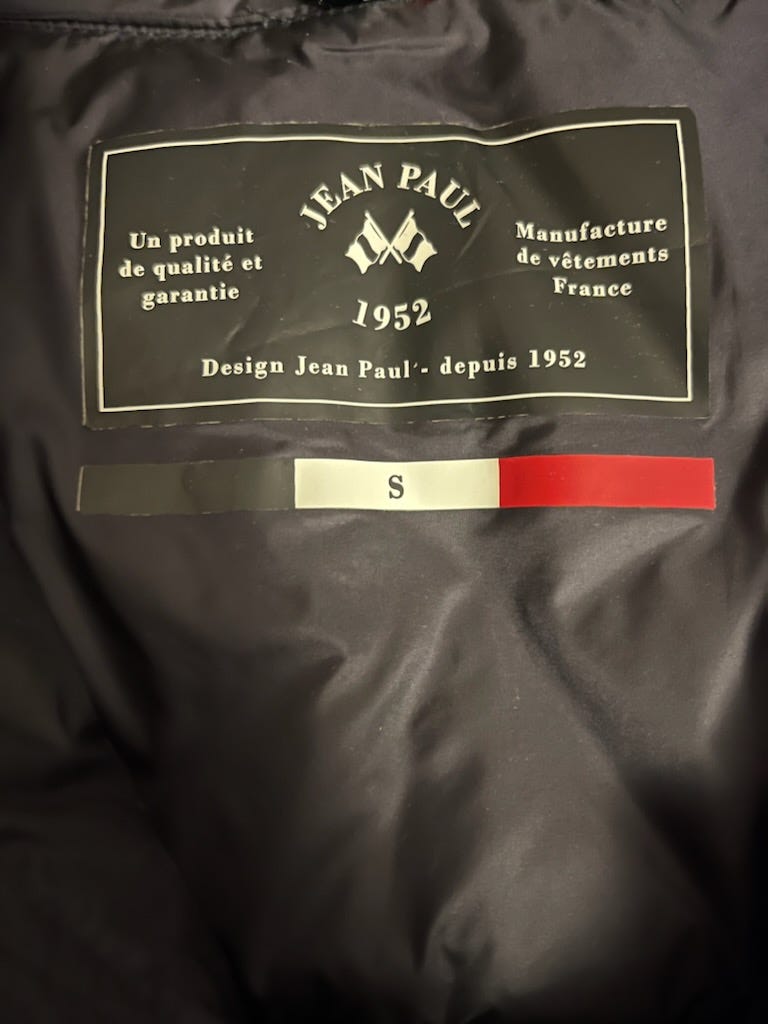 JEAN PAUL
Un produit
de qualité et
garantie
Manufacture
de vêtements
France
1952
Design Jean Paul - depuis 1952
S